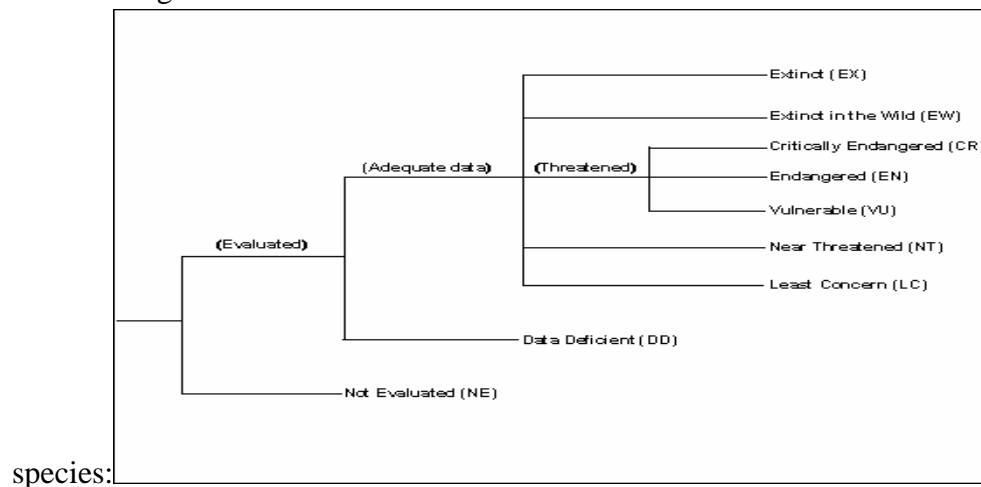 Extinct (EX)
Extinct in the Wild (EW)
Critically Endangered (CR)
(Adequate data)
(Threatened)
Endangered (EN)
Vulnerable (VU)
(Evaluated)
Near Threatened (NT)
Least Concern (LC)
Data Deficient (DD)
Not Evaluated (NE)
species: